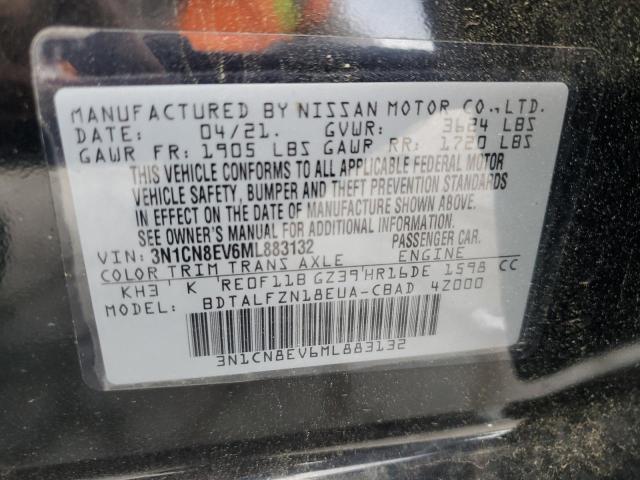 MANUFACTURED BY NISSAN MOTOR CO.,LTD.
DATE: 04/21. GVWR: 3624 LBS
GAWR FR: 1905 LBS GAWR RR: 1720 LBS
THIS VEHICLE CONFORMS TO ALL APPLICABLE FEDERAL MOTOR
VEHICLE SAFETY, BUMPER AND THEFT PREVENTION STANDARDS
IN EFFECT ON THE DATE OF MANUFACTURE SHOWN ABOVE.
SEE OWNER'S MANUAL FOR ADDITIONAL INFORMATION.
VIN: 3N1CN8EV6ML883132 PASSENGER CAR
COLOR TRIM TRANS AXLE ENGINE
KH3 K RE0F11B GZ39 HR16DE 1598 CC
MODEL: BDTALFZN18EUA-CBAD 4Z000
3N1CN8EV6ML883132